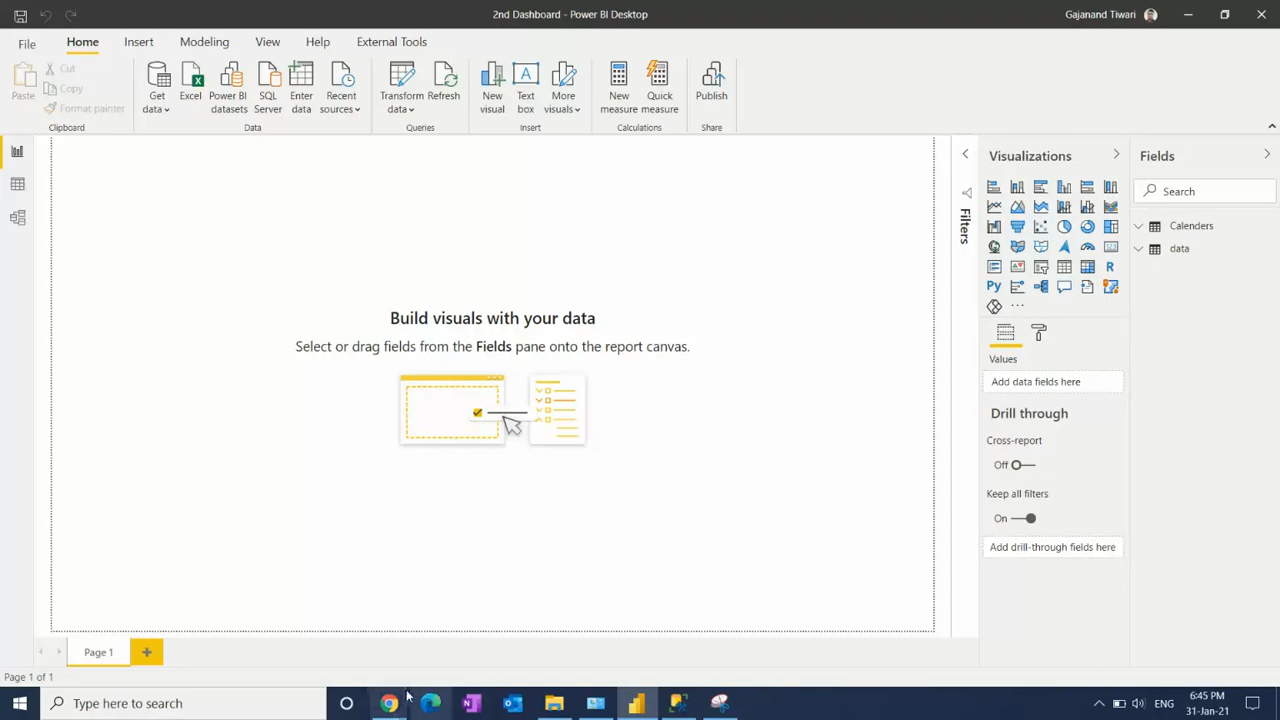 2nd Dashboard - Power BI Desktop
Gajanand Tiwari
File
Home
Insert
Modeling
View
Help
External Tools
Paste
Cut
Copy
Format painter
Clipboard
Get data
Excel
Power BI datasets
SQL Server
Enter data
Recent sources
Data
Transform data
Refresh
Queries
New visual
Text box
A
More visuals
Insert
New measure
Quick measure
Calculations
Publish
Share
Build visuals with your data
Select or drag fields from the Fields pane onto the report canvas.
Filters
Visualizations
R
Py
Values
Add data fields here
Drill through
Cross-report
Off
Keep all filters
On
Add drill-through fields here
Fields
Search
Calenders
data
Page 1
Page 1 of 1
Type here to search
ENG
6:45 PM
31-Jan-21